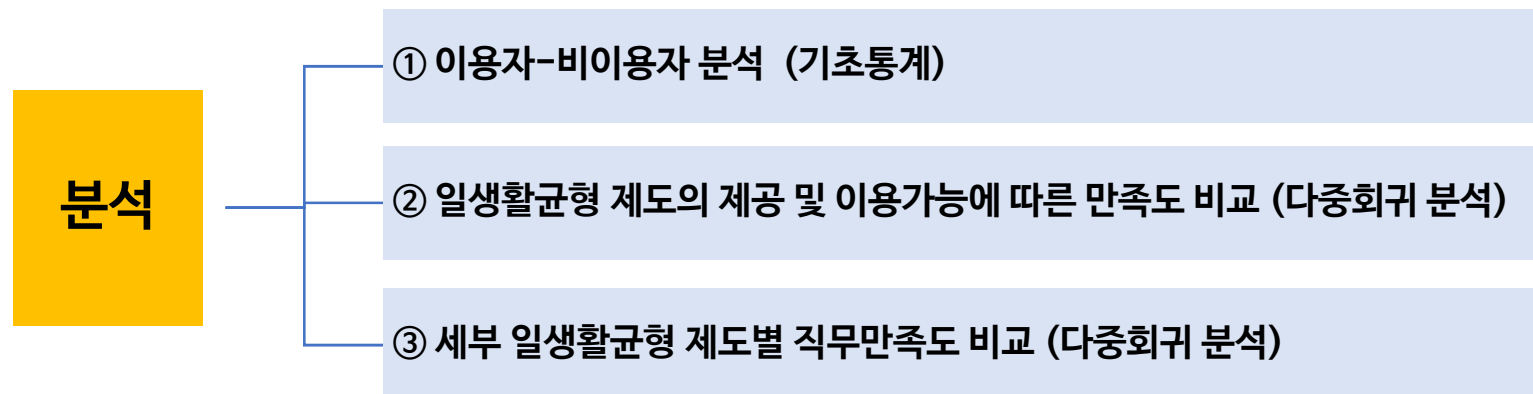 분석
① 이용자-비이용자 분석 (기초통계)
② 일생활균형 제도의 제공 및 이용가능에 따른 만족도 비교 (다중회귀 분석)
③ 세부 일생활균형 제도별 직무만족도 비교 (다중회귀 분석)